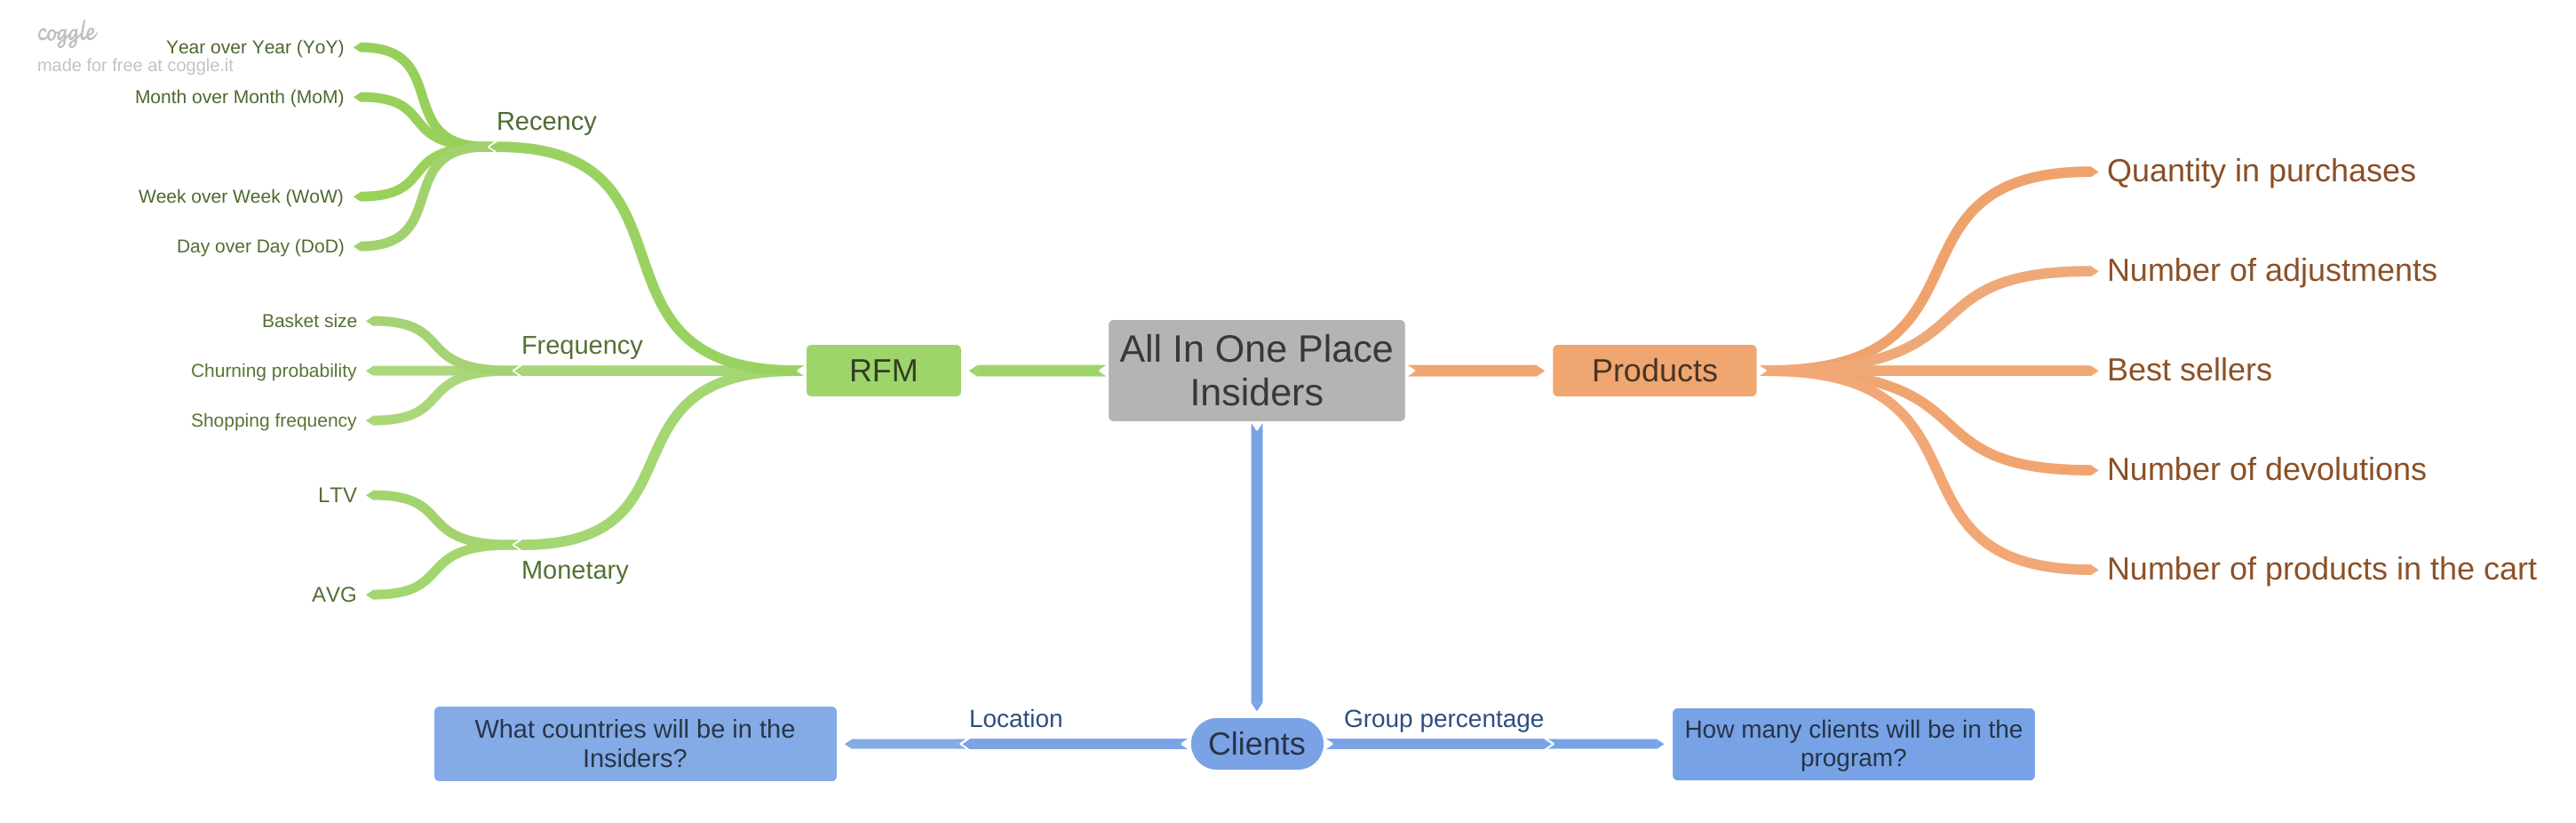 coggle
made for free at coggle.it
Year over Year (YoY)
Month over Month (MoM)
Week over Week (WoW)
Day over Day (DoD)
Recency
Basket size
Churning probability
Shopping frequency
Frequency
LTV
AVG
Monetary
RFM
All In One Place
Insiders
Products
Quantity in purchases
Number of adjustments
Best sellers
Number of devolutions
Number of products in the cart
What countries will be in the
Insiders?
Location
Clients
Group percentage
How many clients will be in the
program?